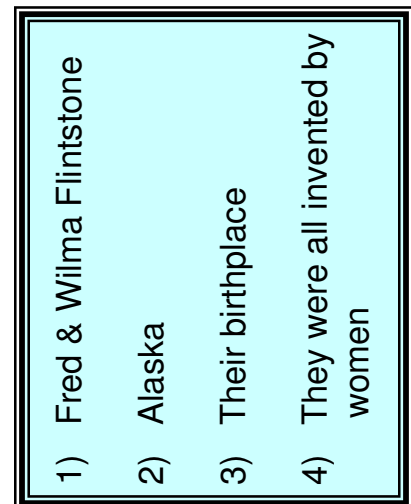 1) Fred & Wilma Flintstone
2) Alaska
3) Their birthplace
4) They were all invented by
women